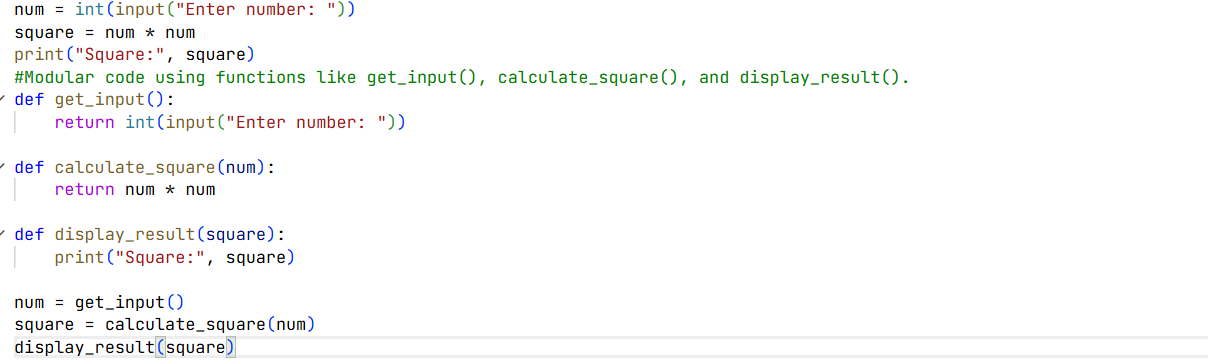 num = int(input("Enter number: "))
square = num * num
print("Square:", square)
#Modular code using functions like get_input(), calculate_square(), and display_result().
def get_input():
    return int(input("Enter number: "))

def calculate_square(num):
    return num * num

def display_result(square):
    print("Square:", square)

num = get_input()
square = calculate_square(num)
display_result(square)